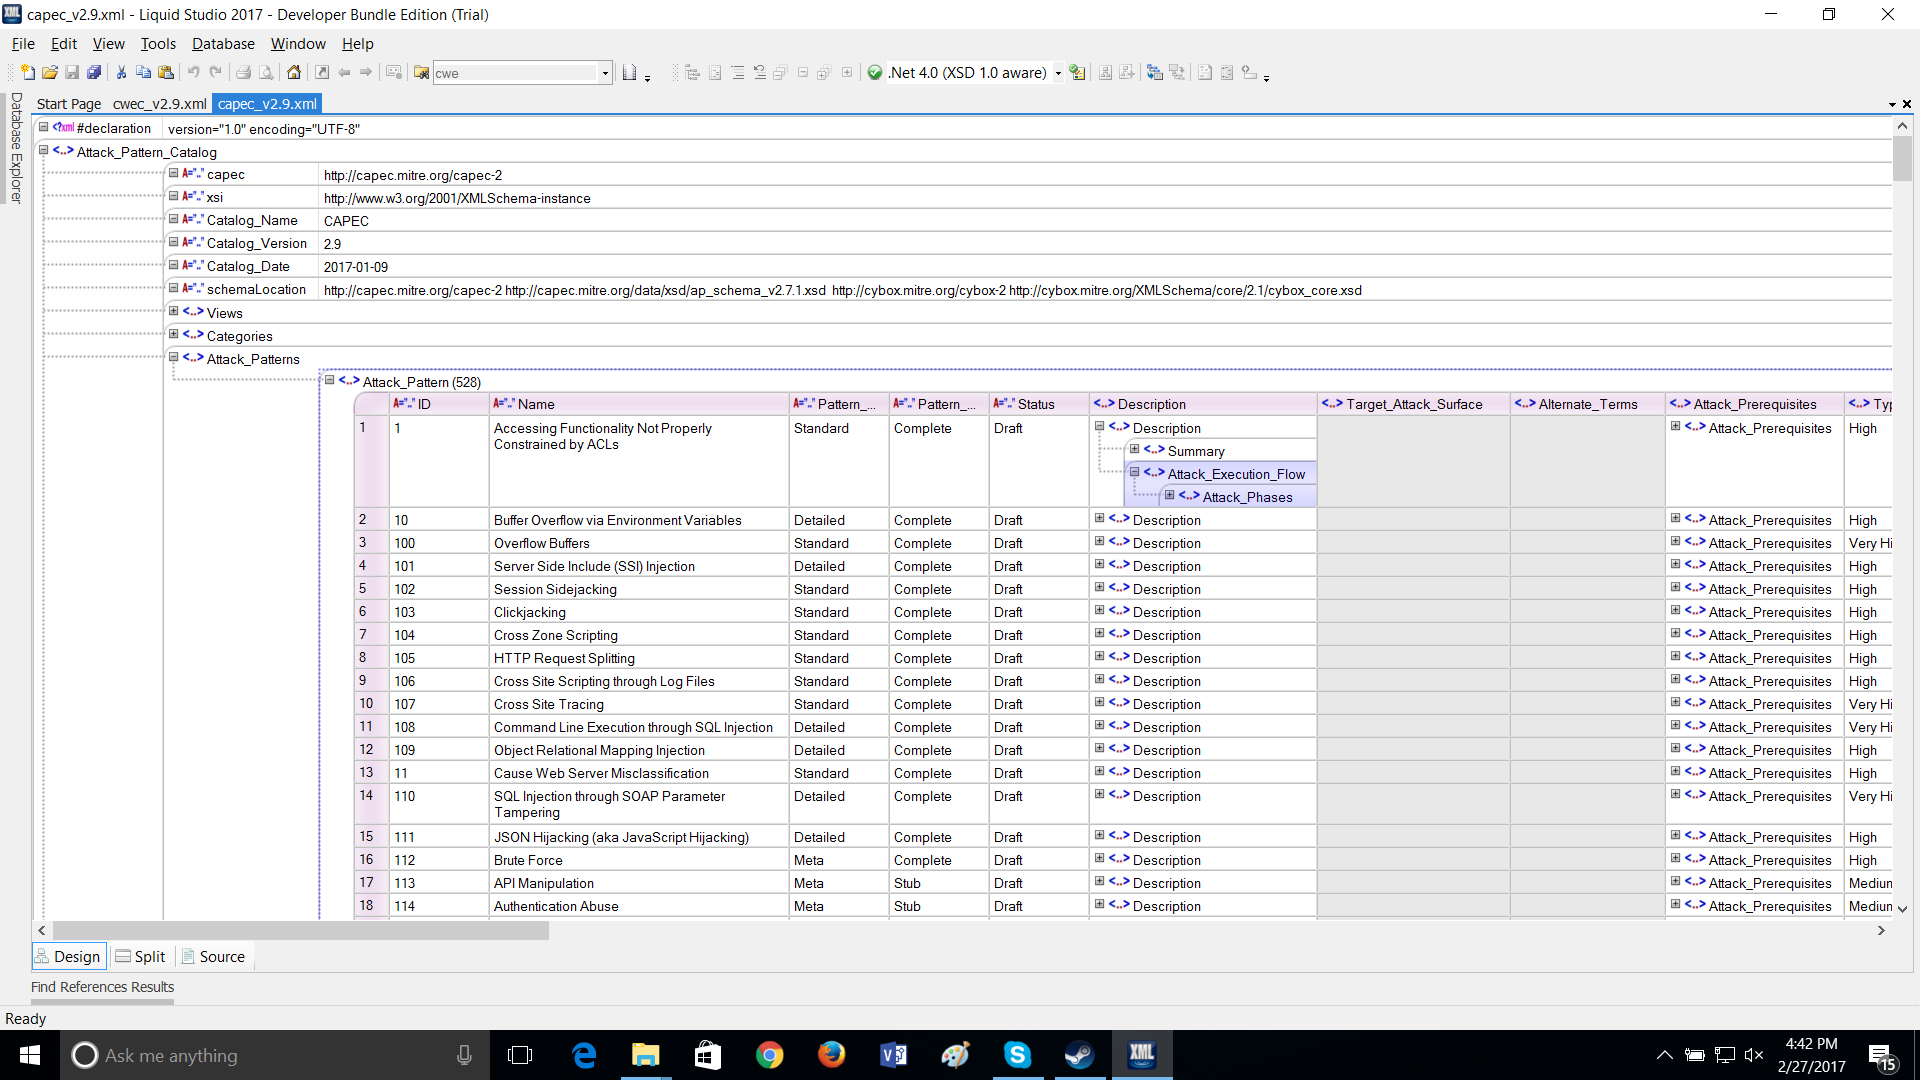 capec_v2.9.xml - Liquid Studio 2017 - Developer Bundle Edition (Trial)
File Edit View Tools Database Window Help
cwe .Net 4.0 (XSD 1.0 aware)
Database Explorer
Start Page cwec_v2.9.xml capec_v2.9.xml
<?xml #declaration version="1.0" encoding="UTF-8"
<..> Attack_Pattern_Catalog
A=".." capec http://capec.mitre.org/capec-2
A=".." xsi http://www.w3.org/2001/XMLSchema-instance
A=".." Catalog_Name CAPEC
A=".." Catalog_Version 2.9
A=".." Catalog_Date 2017-01-09
A=".." schemaLocation http://capec.mitre.org/capec-2 http://capec.mitre.org/data/xsd/ap_schema_v2.7.1.xsd http://cybox.mitre.org/cybox-2 http://cybox.mitre.org/XMLSchema/core/2.1/cybox_core.xsd
<..> Views
<..> Categories
<..> Attack_Patterns
<..> Attack_Pattern (528)
A=".." ID A=".." Name A=".." Pattern_... A=".." Pattern_... A=".." Status <..> Description <..> Target_Attack_Surface <..> Alternate_Terms <..> Attack_Prerequisites <..> Typ
1 1 Accessing Functionality Not Properly Standard Complete Draft <..> Description <..> Attack_Prerequisites High
Constrained by ACLs
<..> Summary
<..> Attack_Execution_Flow
<..> Attack_Phases
2 10 Buffer Overflow via Environment Variables Detailed Complete Draft <..> Description <..> Attack_Prerequisites High
3 100 Overflow Buffers Standard Complete Draft <..> Description <..> Attack_Prerequisites Very Hi
4 101 Server Side Include (SSI) Injection Detailed Complete Draft <..> Description <..> Attack_Prerequisites High
5 102 Session Sidejacking Standard Complete Draft <..> Description <..> Attack_Prerequisites High
6 103 Clickjacking Standard Complete Draft <..> Description <..> Attack_Prerequisites High
7 104 Cross Zone Scripting Standard Complete Draft <..> Description <..> Attack_Prerequisites High
8 105 HTTP Request Splitting Standard Complete Draft <..> Description <..> Attack_Prerequisites High
9 106 Cross Site Scripting through Log Files Standard Complete Draft <..> Description <..> Attack_Prerequisites High
10 107 Cross Site Tracing Standard Complete Draft <..> Description <..> Attack_Prerequisites Very Hi
11 108 Command Line Execution through SQL Injection Detailed Complete Draft <..> Description <..> Attack_Prerequisites Very Hi
12 109 Object Relational Mapping Injection Detailed Complete Draft <..> Description <..> Attack_Prerequisites High
13 11 Cause Web Server Misclassification Standard Complete Draft <..> Description <..> Attack_Prerequisites High
14 110 SQL Injection through SOAP Parameter Detailed Complete Draft <..> Description <..> Attack_Prerequisites Very Hi
Tampering
15 111 JSON Hijacking (aka JavaScript Hijacking) Detailed Complete Draft <..> Description <..> Attack_Prerequisites High
16 112 Brute Force Meta Complete Draft <..> Description <..> Attack_Prerequisites High
17 113 API Manipulation Meta Stub Draft <..> Description <..> Attack_Prerequisites Medium
18 114 Authentication Abuse Meta Stub Draft <..> Description <..> Attack_Prerequisites Medium
Design Split Source
Find References Results
Ready
Ask me anything
XML
4:42 PM
2/27/2017
15